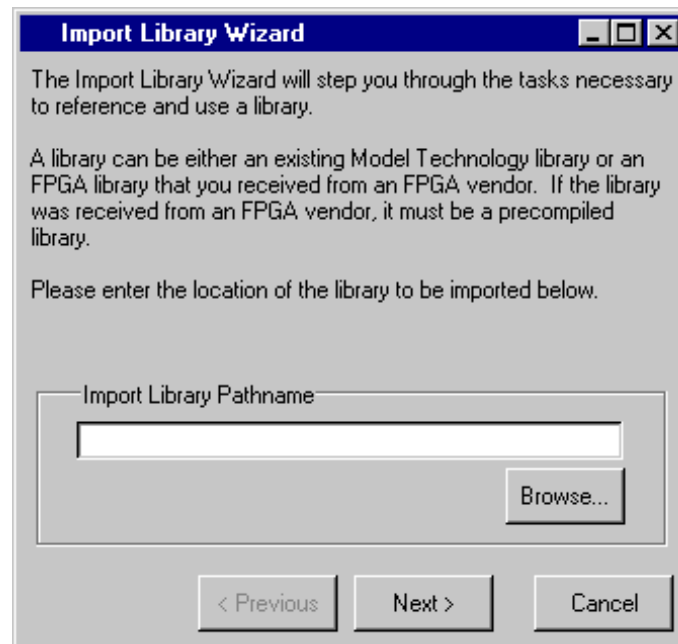 Import Library Wizard
The Import Library Wizard will step you through the tasks necessary
to reference and use a library.
A library can be either an existing Model Technology library or an
FPGA library that you received from an FPGA vendor.  If the library
was received from an FPGA vendor, it must be a precompiled
library.
Please enter the location of the library to be imported below.
Import Library Pathname
Browse...
< Previous
Next >
Cancel